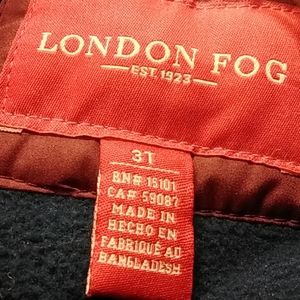 LONDON FOG
EST. 1923
3T
RN# 15101
CA# 59087
MADE IN
HECHO EN
FABRIQUÉ AU
BANGLADESH